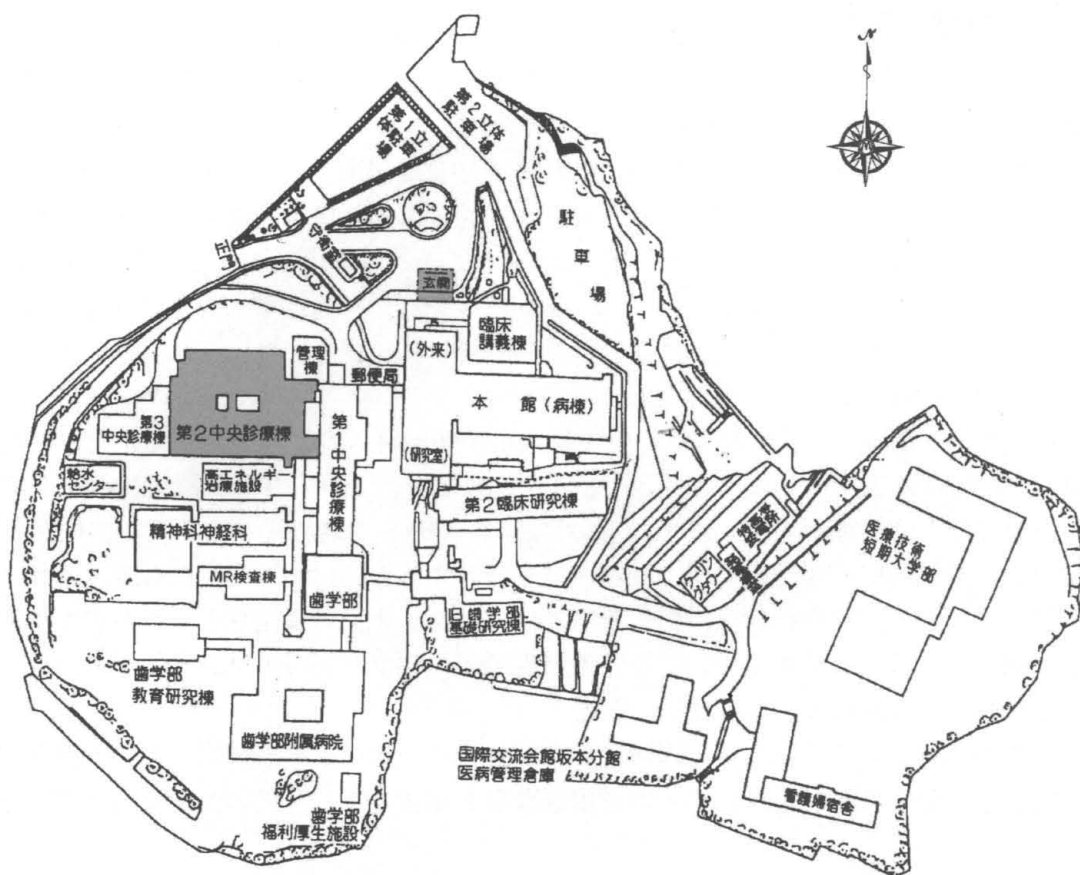 N
第2立体
駐車場
第1立
体駐車
場
駐
車
場
正門
守衛室
玄関
臨床
講義棟
(外来)
管理
棟
郵便局
本 館(病棟)
第3
中央診療棟
第2中央診療棟
第1中央診療棟
(研究室)
給水
センター
高エネルギ
治療施設
第2臨床研究棟
精神科神経科
MR検査棟
歯学部
旧歯学部
基礎研究棟
医療技術
短期大学部
歯学部
教育研究棟
歯学部附属病院
国際交流会館坂本分館
医病管理倉庫
看護婦宿舎
歯学部
福利厚生施設